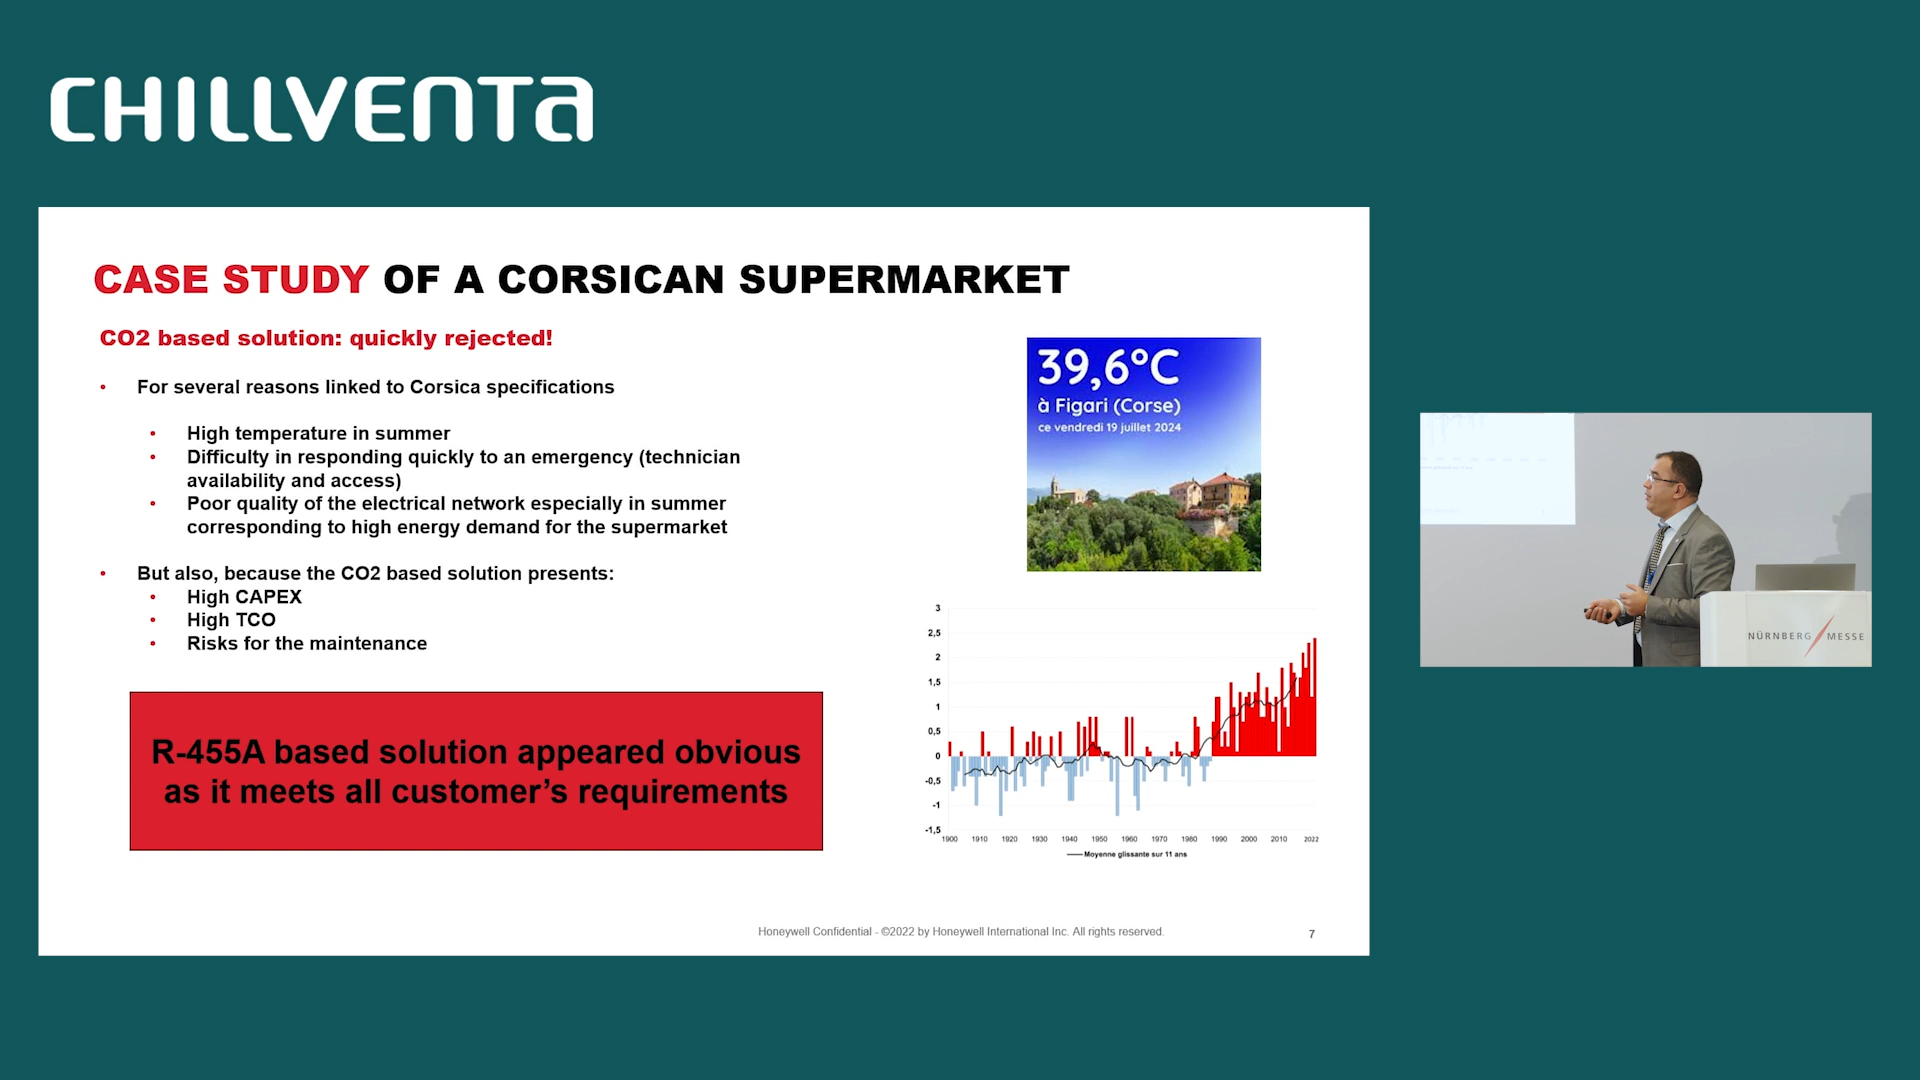 CHILLVENTA
CASE STUDY OF A CORSICAN SUPERMARKET
CO2 based solution: quickly rejected!
• For several reasons linked to Corsica specifications
• High temperature in summer
• Difficulty in responding quickly to an emergency (technician
availability and access)
• Poor quality of the electrical network especially in summer
corresponding to high energy demand for the supermarket
• But also, because the CO2 based solution presents:
• High CAPEX
• High TCO
• Risks for the maintenance
R-455A based solution appeared obvious
as it meets all customer's requirements
39,6°C
à Figari (Corse)
ce vendredi 19 juillet 2024
3
2,5
2
1,5
1
0,5
0
-0,5
-1
-1,5
1900 1910 1920 1930 1940 1950 1960 1970 1980 1990 2000 2010 2022
Moyenne glissante sur 11 ans
Honeywell Confidential - ©2022 by Honeywell International Inc. All rights reserved.
7
NÜRNBERG MESSE